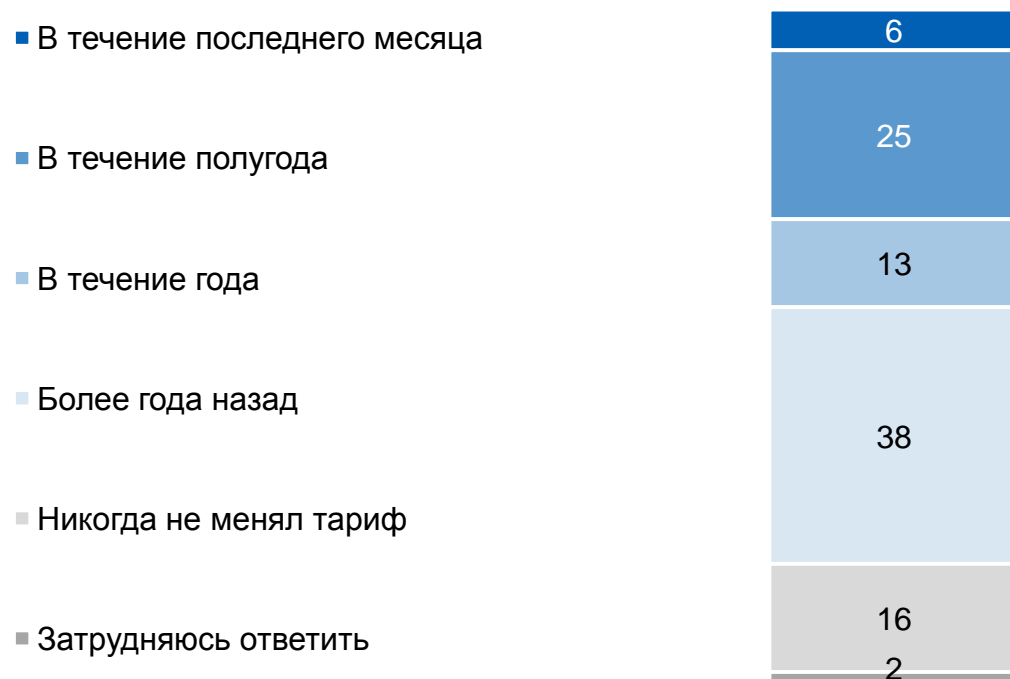 В течение последнего месяца
6
В течение полугода
25
В течение года
13
Более года назад
38
Никогда не менял тариф
16
Затрудняюсь ответить
2